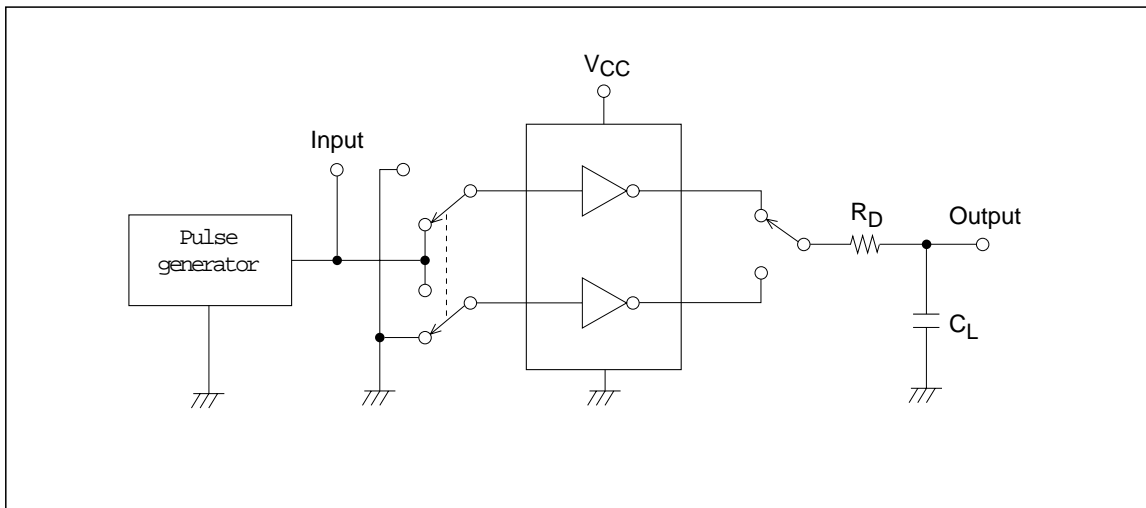 VCC
Input
Pulse
generator
RD
Output
CL